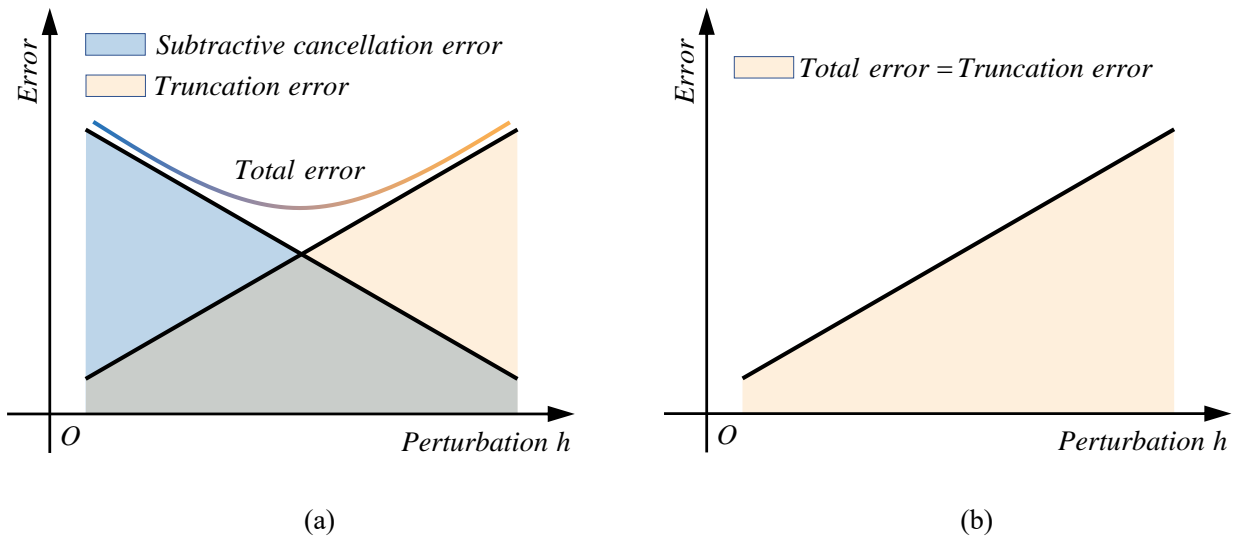 Error
Subtractive cancellation error
Truncation error
Total error
O
Perturbation h
(a)
Error
Total error = Truncation error
O
Perturbation h
(b)